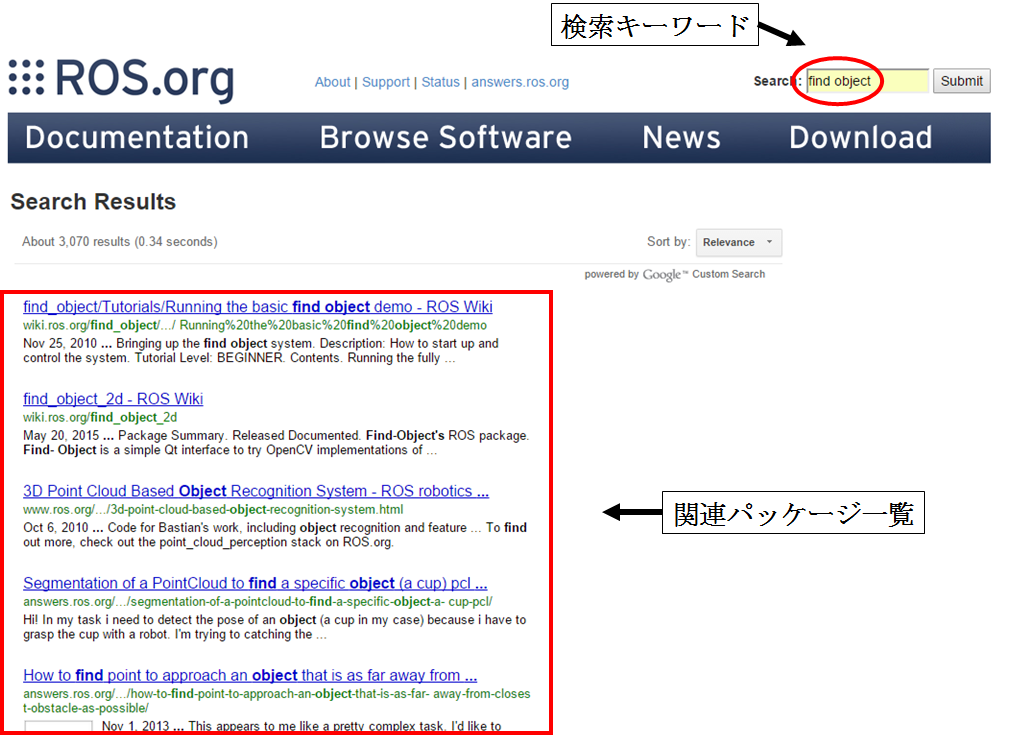 検索キーワード
ROS.org
About | Support | Status | answers.ros.org
Search: find object Submit
Documentation Browse Software News Download
Search Results
About 3,070 results (0.34 seconds)
Sort by: Relevance
powered by Google™ Custom Search
find_object/Tutorials/Running the basic find object demo - ROS Wiki
wiki.ros.org/find_object/.../ Running%20the%20basic%20find%20object%20demo
Nov 25, 2010 ... Bringing up the find object system. Description: How to start up and
control the system. Tutorial Level: BEGINNER. Contents. Running the fully ...
find_object_2d - ROS Wiki
wiki.ros.org/find_object_2d
May 20, 2015 ... Package Summary. Released Documented. Find-Object's ROS package.
Find- Object is a simple Qt interface to try OpenCV implementations of ...
3D Point Cloud Based Object Recognition System - ROS robotics ...
www.ros.org/.../3d-point-cloud-based-object-recognition-system.html
Oct 6, 2010 ... Code for Bastian's work, including object recognition and feature ... To find
out more, check out the point_cloud_perception stack on ROS.org.
関連パッケージ一覧
Segmentation of a PointCloud to find a specific object (a cup) pcl ...
answers.ros.org/.../segmentation-of-a-pointcloud-to-find-a-specific-object-a- cup-pcl/
Hi! In my task i need to detect the pose of an object (a cup in my case) because i have to
grasp the cup with a robot. I'm trying to catching the ...
How to find point to approach an object that is as far away from ...
answers.ros.org/.../how-to-find-point-to-approach-an-object-that-is-as-far- away-from-closes
t-obstacle-as-possible/
Nov 1, 2013 ... This appears to me like a pretty complex task. I'd like to